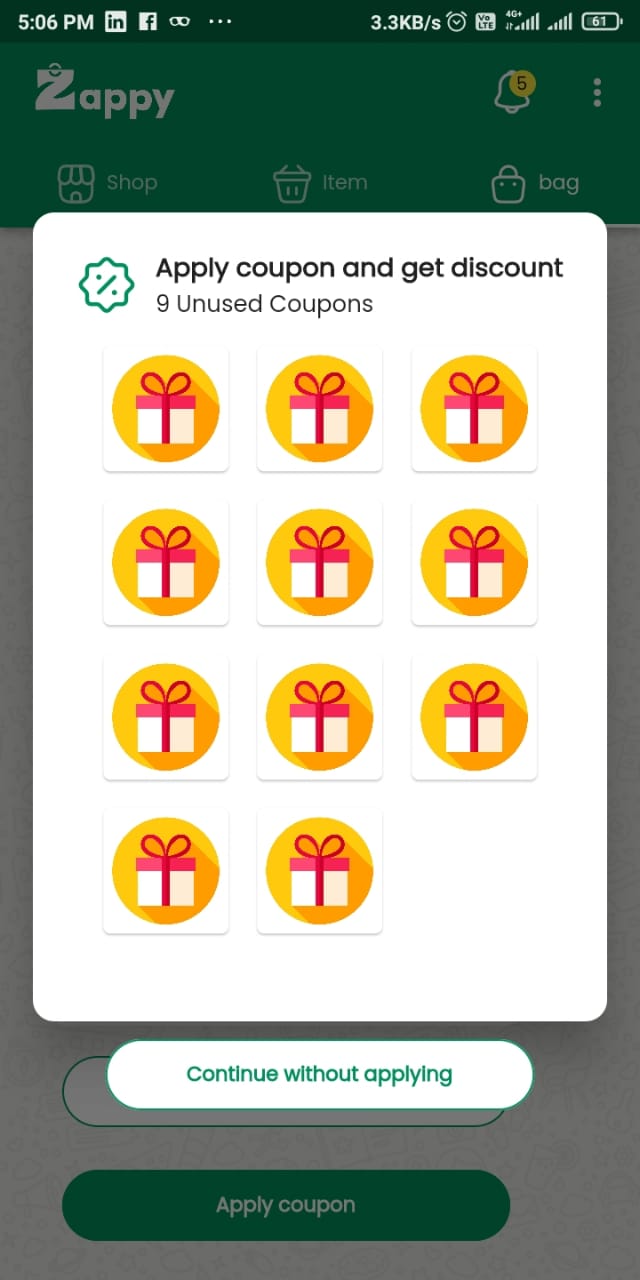 5:06 PM in f ... 3.3KB/s Vo LTE 4G+ 61
Zappy 5
Shop Item bag
Apply coupon and get discount
9 Unused Coupons
Continue without applying
Apply coupon